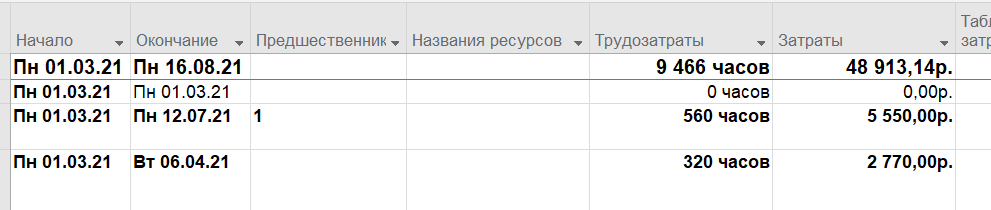 Начало Окончание Предшественник Названия ресурсов Трудозатраты Затраты Табл
затр
Пн 01.03.21 Пн 16.08.21 9 466 часов 48 913,14р.
Пн 01.03.21 Пн 01.03.21 0 часов 0,00р.
Пн 01.03.21 Пн 12.07.21 1 560 часов 5 550,00р.
Пн 01.03.21 Вт 06.04.21 320 часов 2 770,00р.